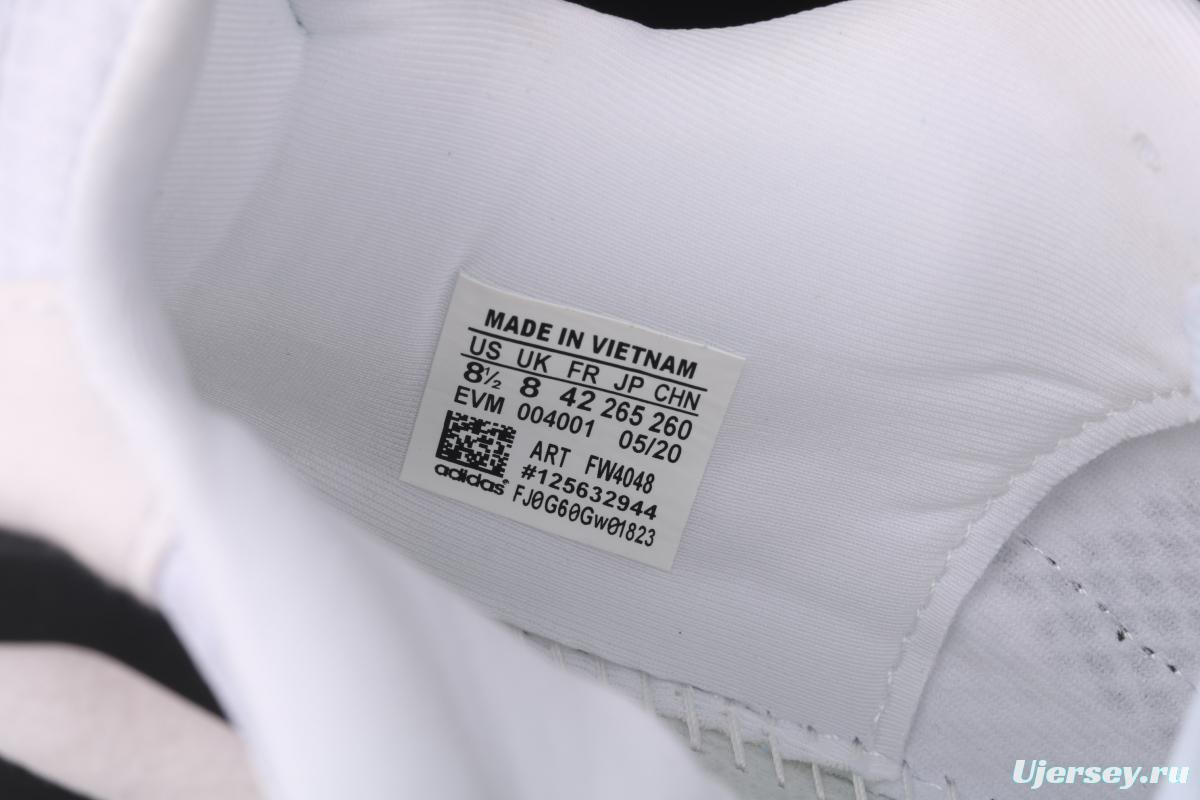 MADE IN VIETNAM
US UK FR JP CHN
8½ 8 42 265 260
EVM 004001 05/20
ART FW4048
#125632944
adidas®
FJ0G60Gw01823
Ujersey.ru